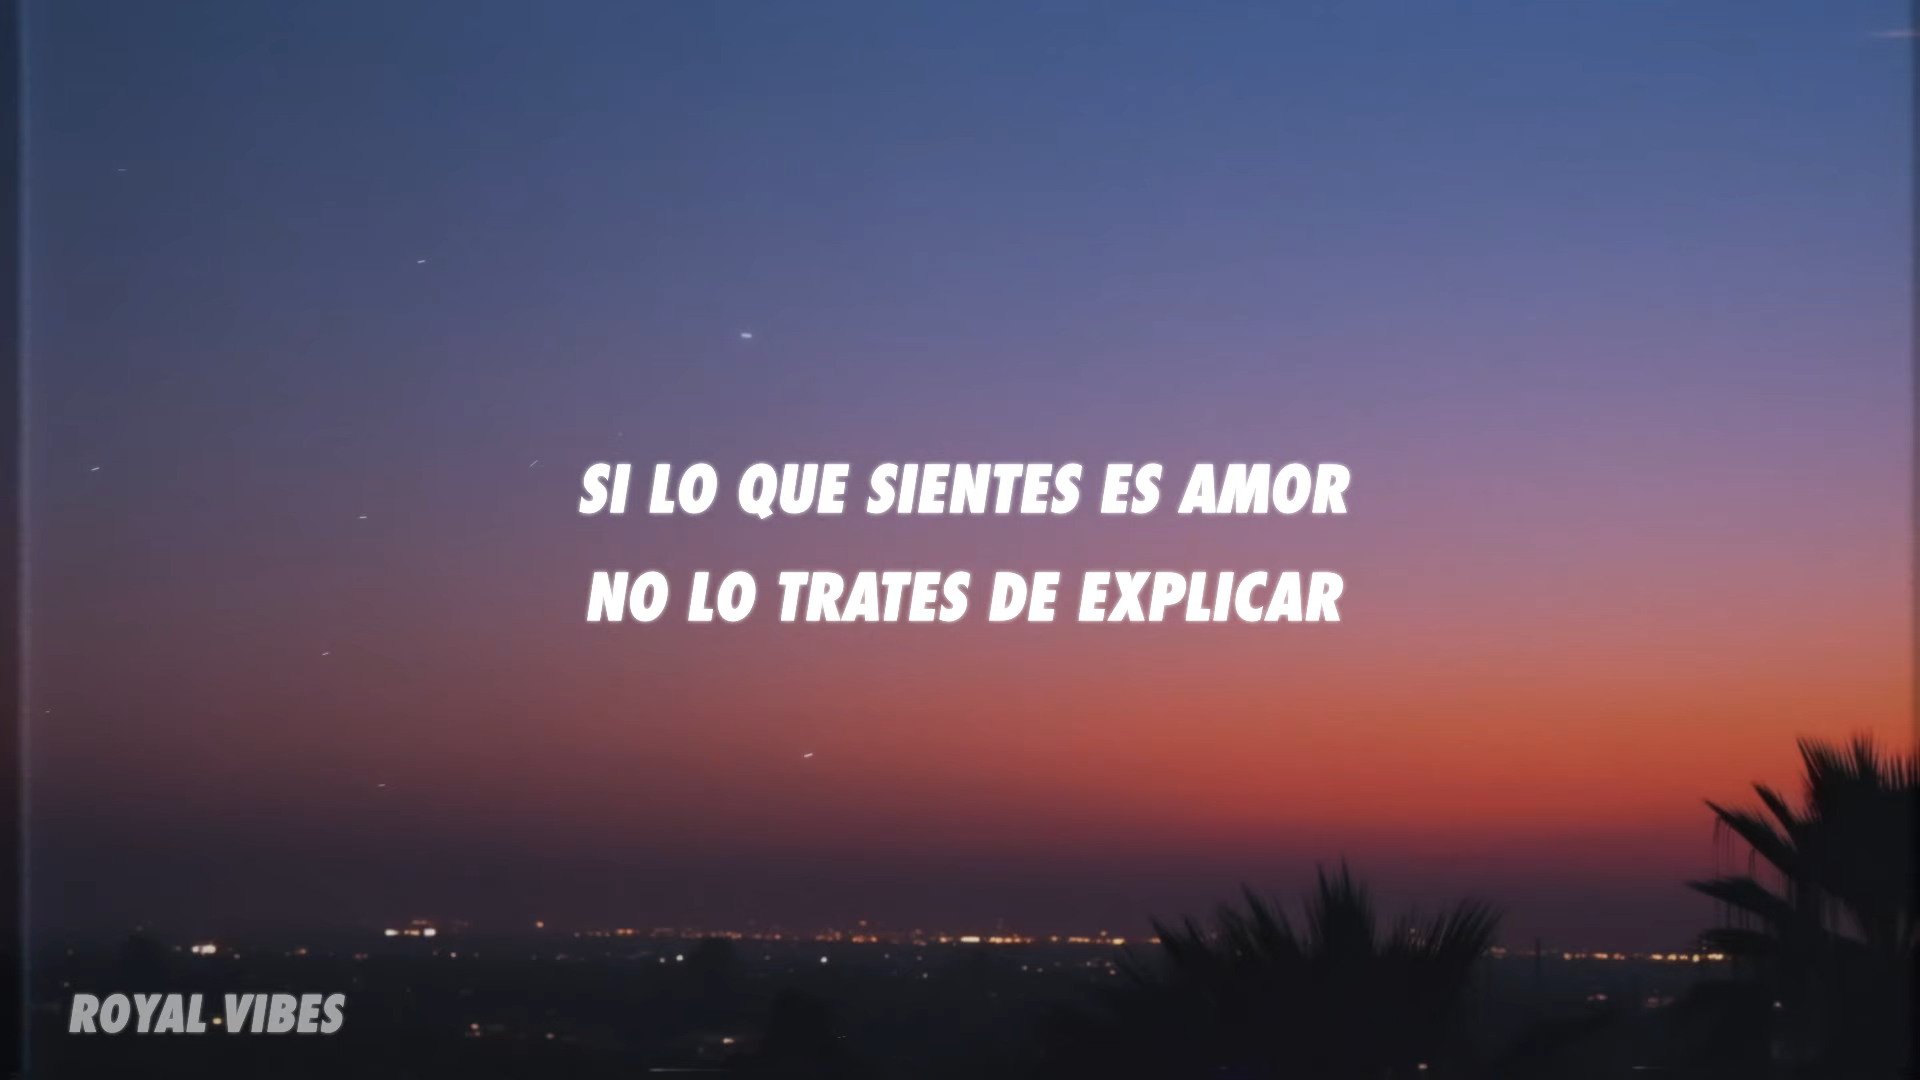 SI LO QUE SIENTES ES AMOR
NO LO TRATES DE EXPLICAR
ROYAL VIBES